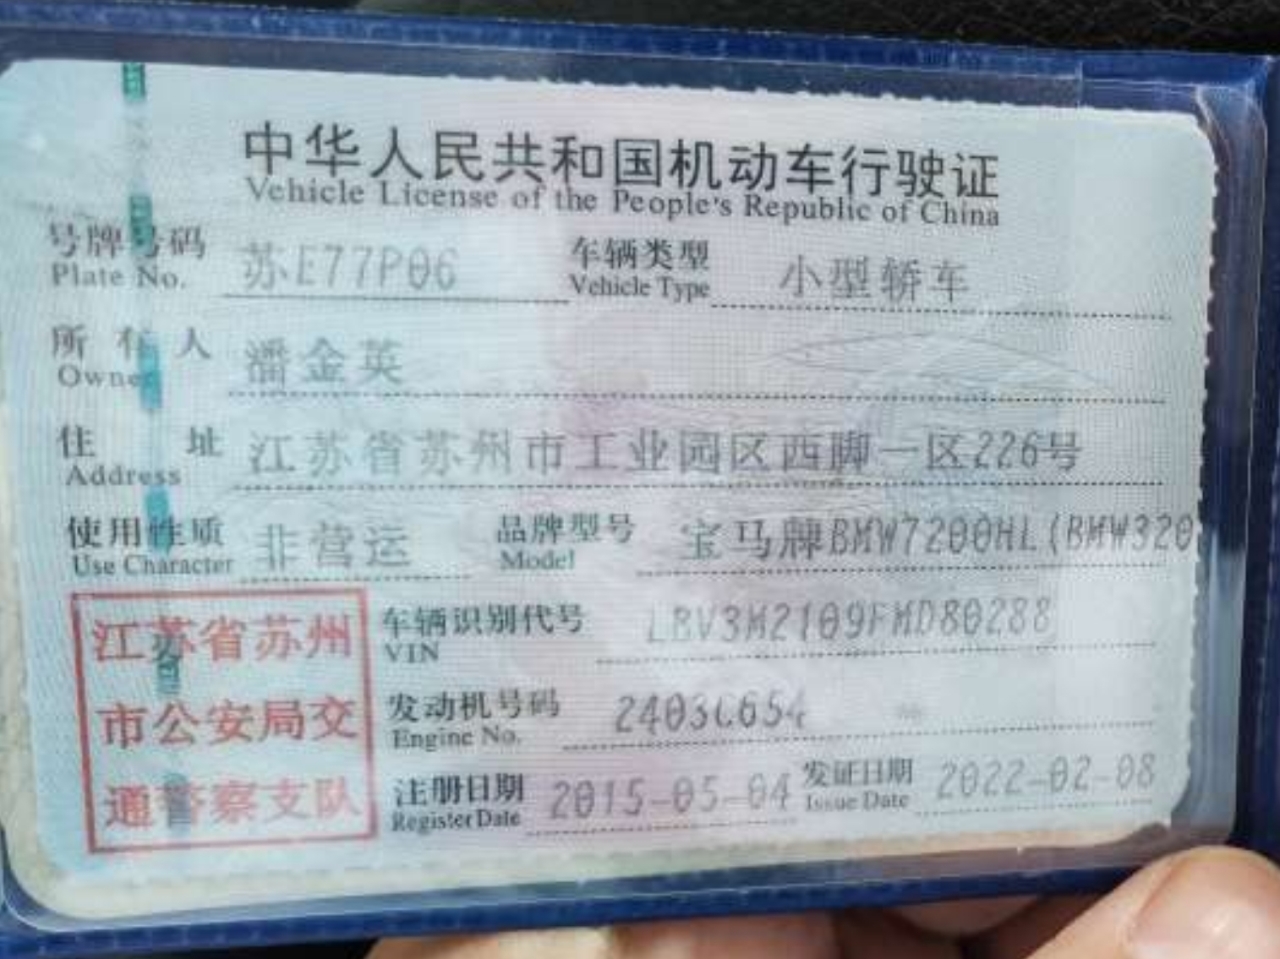 中华人民共和国机动车行驶证
Vehicle License of the People's Republic of China
号牌号码 苏E77P06 车辆类型 小型轿车
Plate No. Vehicle Type
所有人 潘金英
Owner
住址 江苏省苏州市工业园区西脚一区226号
Address
使用性质 非营运 品牌型号 宝马牌BMW7200HL(BMW320
Use Character Model
江苏省苏州
市公安局交
通警察支队
车辆识别代号 LBV3M2109FMD80288
VIN
发动机号码 2403C654
Engine No.
注册日期 2015-05-04 发证日期 2022-02-08
Register Date Issue Date